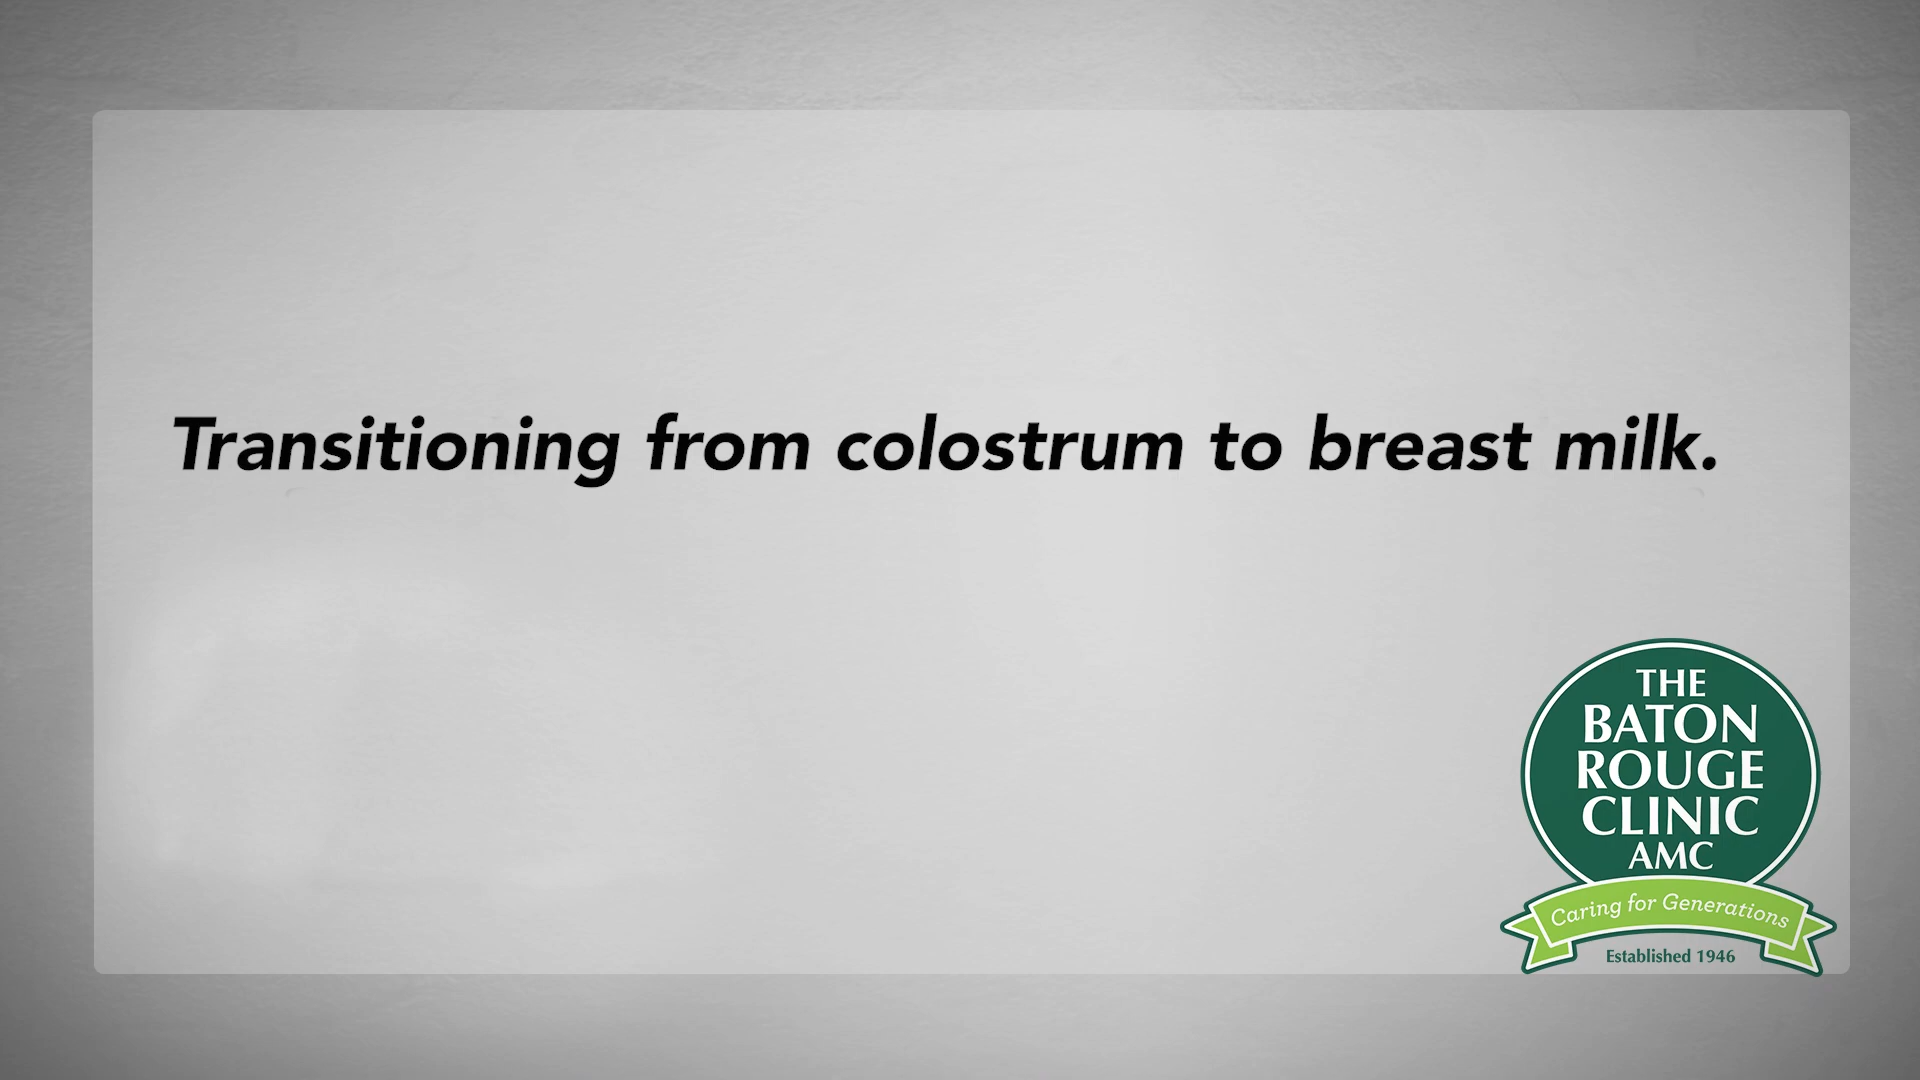 Transitioning from colostrum to breast milk.
THE
BATON
ROUGE
CLINIC
AMC
Caring for Generations
Established 1946